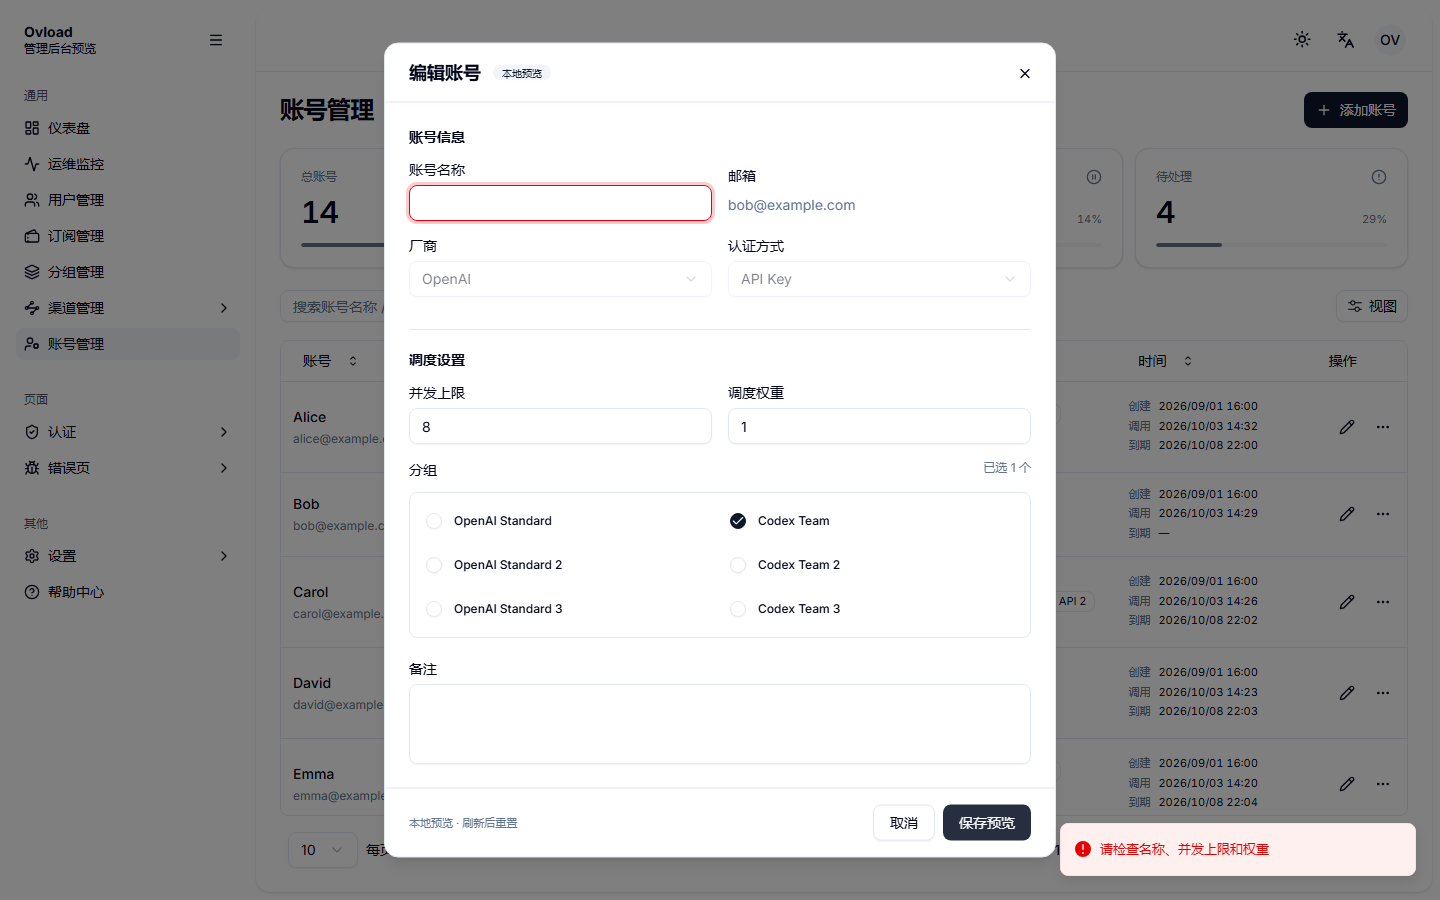 Ovload
管理后台预览
通用
仪表盘
运维监控
用户管理
订阅管理
分组管理
渠道管理
账号管理
页面
认证
错误页
其他
设置
帮助中心
OV
账号管理
添加账号
总账号
14
14%
待处理
4
29%
搜索账号名称 /
视图
账号
时间
操作
Alice
alice@example.
创建 2026/09/01 16:00
调用 2026/10/03 14:32
到期 2026/10/08 22:00
Bob
bob@example.c
创建 2026/09/01 16:00
调用 2026/10/03 14:29
到期 —
Carol
carol@example.
API 2
创建 2026/09/01 16:00
调用 2026/10/03 14:26
到期 2026/10/08 22:02
David
david@example
创建 2026/09/01 16:00
调用 2026/10/03 14:23
到期 2026/10/08 22:03
Emma
emma@example
创建 2026/09/01 16:00
调用 2026/10/03 14:20
到期 2026/10/08 22:04
10
每页
编辑账号
本地预览
账号信息
账号名称
邮箱
bob@example.com
厂商
认证方式
OpenAI
API Key
调度设置
并发上限
调度权重
8
1
分组
已选 1 个
OpenAI Standard
Codex Team
OpenAI Standard 2
Codex Team 2
OpenAI Standard 3
Codex Team 3
备注
本地预览 · 刷新后重置
取消
保存预览
请检查名称、并发上限和权重